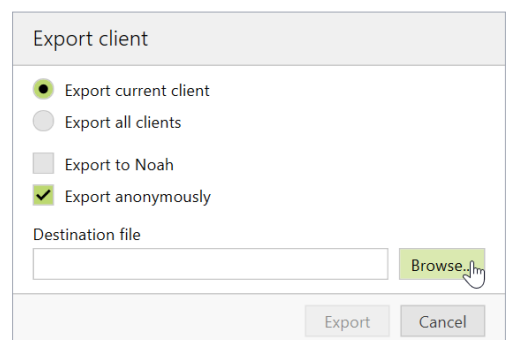 Export client
Export current client
Export all clients
Export to Noah
Export anonymously
Destination file
Browse...
Export
Cancel